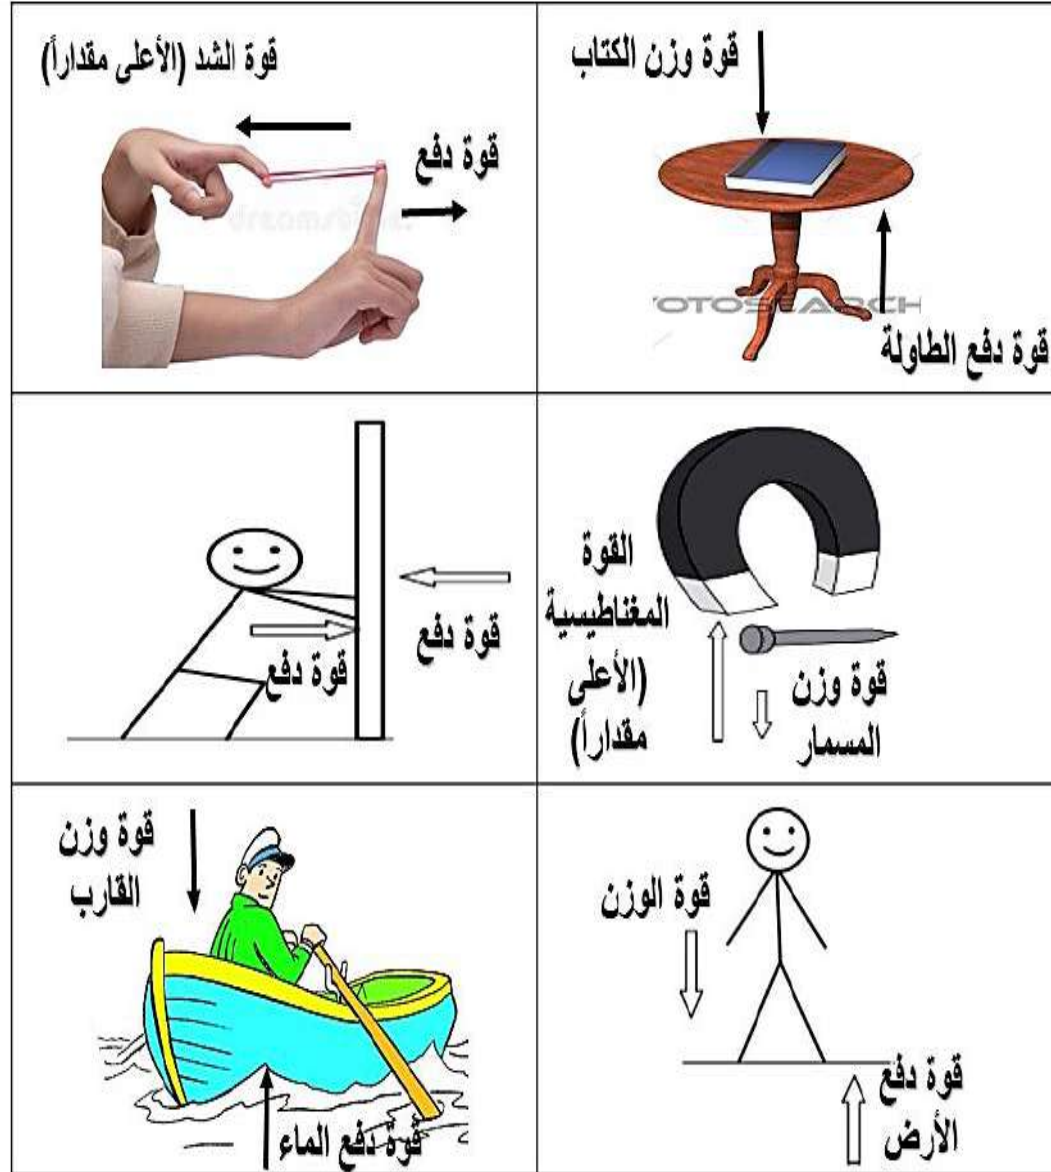 قوة وزن الكتاب
قوة دفع الطاولة
قوة الشد (الأعلى مقداراً)
قوة دفع
القوة
المغناطيسية
(الأعلى
مقداراً)
قوة وزن
المسمار
قوة دفع
قوة دفع
قوة الوزن
قوة دفع
الأرض
قوة وزن
القارب
قوة دفع الماء